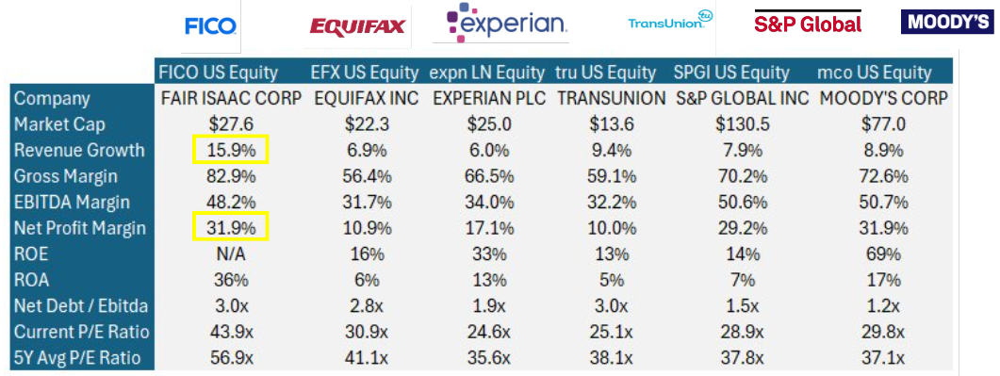 FICO EQUIFAX experian. TransUnion tu S&P Global MOODY'S
FICO US Equity EFX US Equity expn LN Equity tru US Equity SPGI US Equity mco US Equity
Company FAIR ISAAC CORP EQUIFAX INC EXPERIAN PLC TRANSUNION S&P GLOBAL INC MOODY'S CORP
Market Cap $27.6 $22.3 $25.0 $13.6 $130.5 $77.0
Revenue Growth 15.9% 6.9% 6.0% 9.4% 7.9% 8.9%
Gross Margin 82.9% 56.4% 66.5% 59.1% 70.2% 72.6%
EBITDA Margin 48.2% 31.7% 34.0% 32.2% 50.6% 50.7%
Net Profit Margin 31.9% 10.9% 17.1% 10.0% 29.2% 31.9%
ROE N/A 16% 33% 13% 14% 69%
ROA 36% 6% 13% 5% 7% 17%
Net Debt / Ebitda 3.0x 2.8x 1.9x 3.0x 1.5x 1.2x
Current P/E Ratio 43.9x 30.9x 24.6x 25.1x 28.9x 29.8x
5Y Avg P/E Ratio 56.9x 41.1x 35.6x 38.1x 37.8x 37.1x